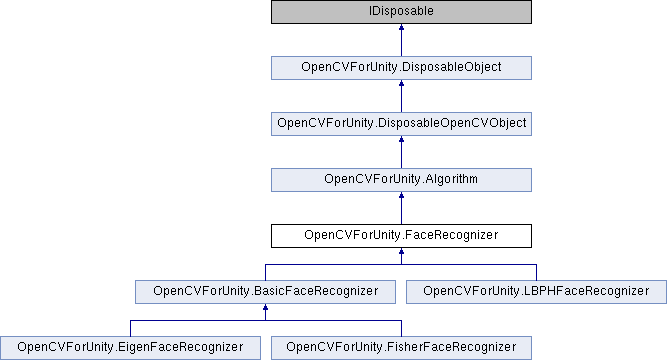 IDisposable
OpenCVForUnity.DisposableObject
OpenCVForUnity.DisposableOpenCVObject
OpenCVForUnity.Algorithm
OpenCVForUnity.FaceRecognizer
OpenCVForUnity.BasicFaceRecognizer
OpenCVForUnity.LBPHFaceRecognizer
OpenCVForUnity.EigenFaceRecognizer
OpenCVForUnity.FisherFaceRecognizer